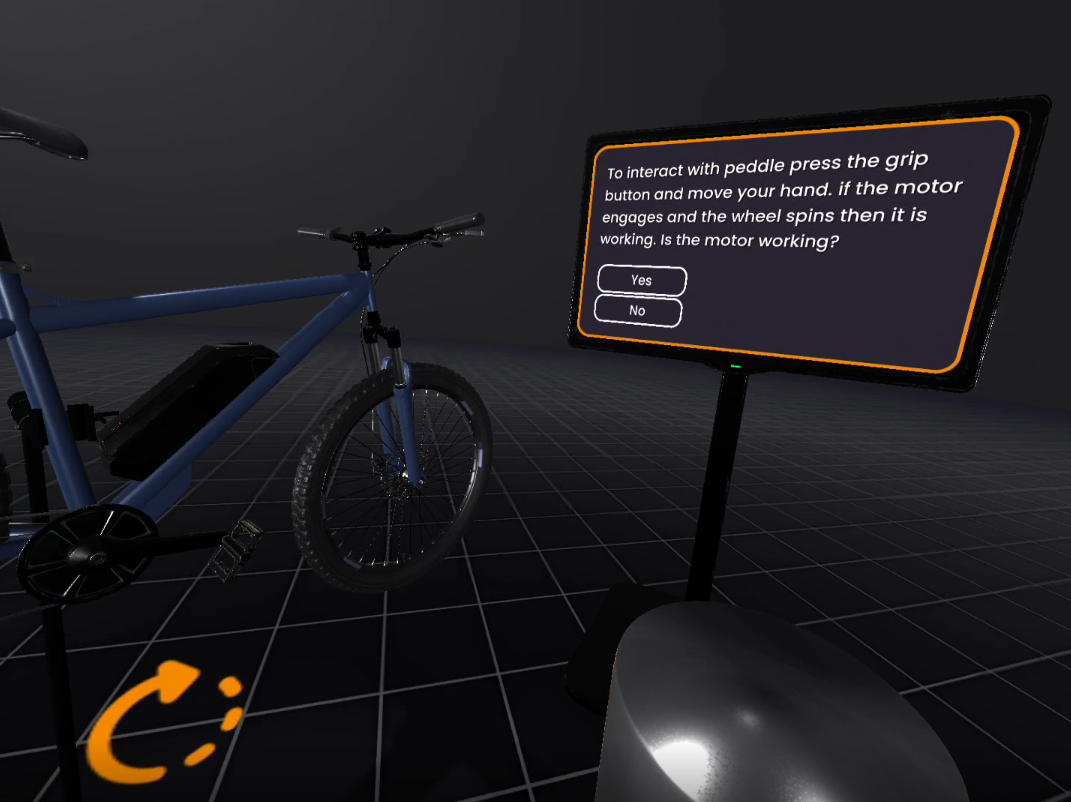 To interact with peddle press the grip
button and move your hand. if the motor
engages and the wheel spins then it is
working. Is the motor working?
Yes
No